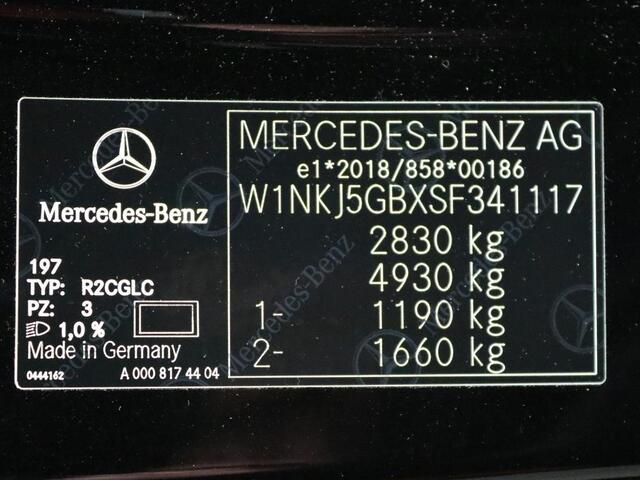 Mercedes-Benz
197
TYP: R2CGLC
PZ: 3
1,0 %
Made in Germany
0444162
A 000 817 44 04
MERCEDES-BENZ AG
e1*2018/858*00186
W1NKJ5GBXSF341117
2830 kg
4930 kg
1- 1190 kg
2- 1660 kg